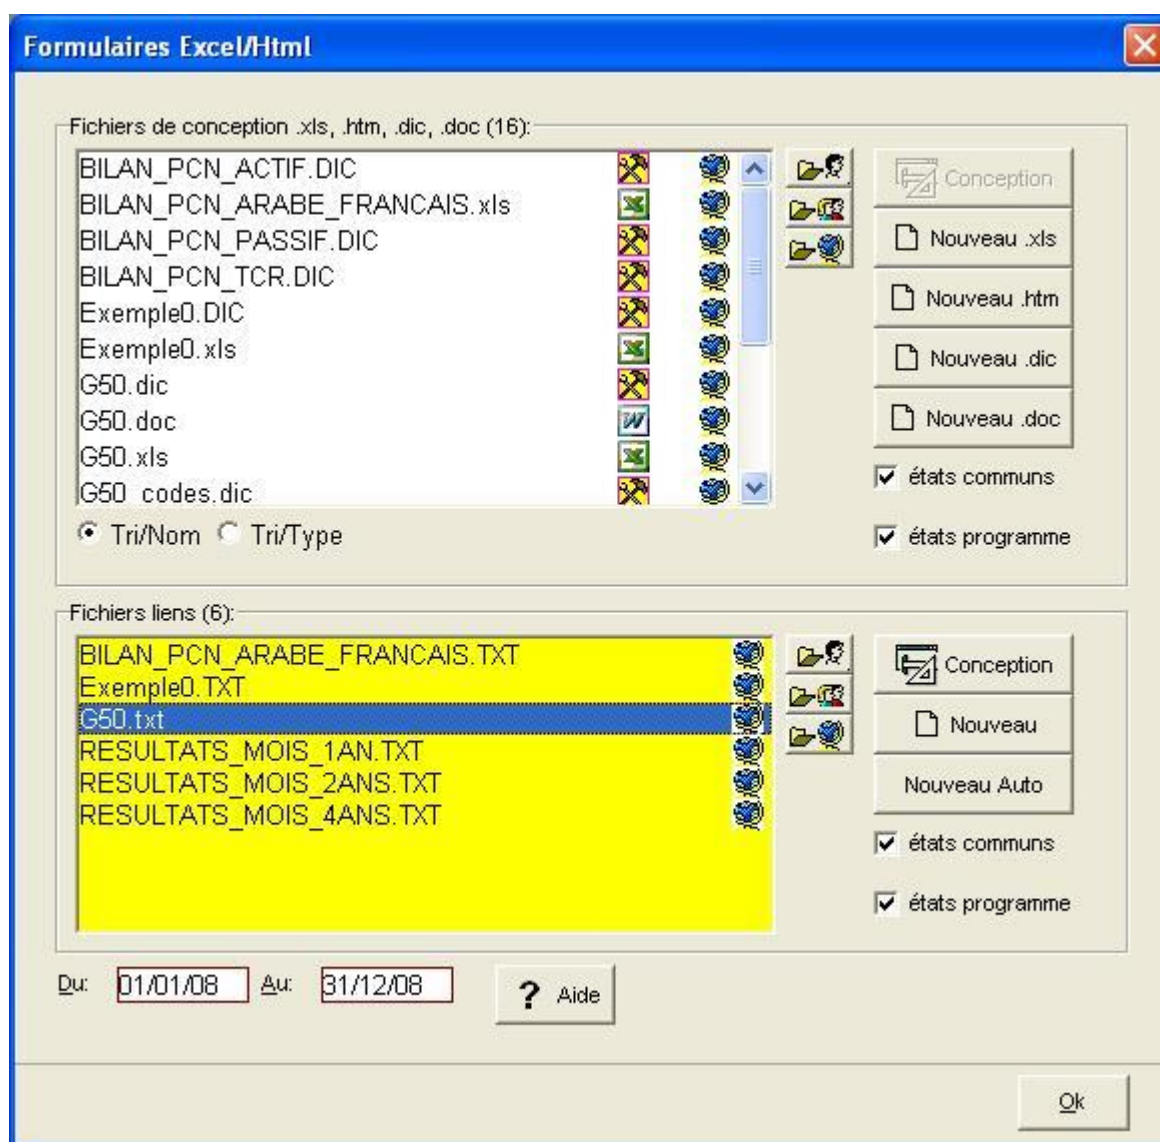 Formulaires Excel/Html
Fichiers de conception .xls, .htm, .dic, .doc (16):
BILAN_PCN_ACTIF.DIC
BILAN_PCN_ARABE_FRANCAIS.xls
BILAN_PCN_PASSIF.DIC
BILAN_PCN_TCR.DIC
Exemple0.DIC
Exemple0.xls
G50.dic
G50.doc
G50.xls
G50_codes.dic
Conception
Nouveau .xls
Nouveau .htm
Nouveau .dic
Nouveau .doc
états communs
états programme
Tri/Nom Tri/Type
Fichiers liens (6):
BILAN_PCN_ARABE_FRANCAIS.TXT
Exemple0.TXT
G50.txt
RESULTATS_MOIS_1AN.TXT
RESULTATS_MOIS_2ANS.TXT
RESULTATS_MOIS_4ANS.TXT
Conception
Nouveau
Nouveau Auto
états communs
états programme
Du: 01/01/08 Au: 31/12/08 ? Aide
Ok